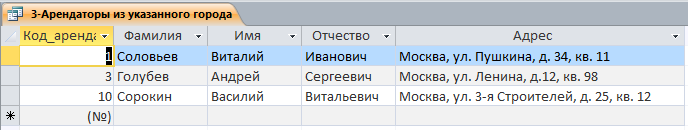 3-Арендаторы из указанного города
Код_аренда Фамилия Имя Отчество Адрес
1 Соловьев Виталий Иванович Москва, ул. Пушкина, д. 34, кв. 11
3 Голубев Андрей Сергеевич Москва, ул. Ленина, д.12, кв. 98
10 Сорокин Василий Витальевич Москва, ул. 3-я Строителей, д. 25, кв. 12
(№)